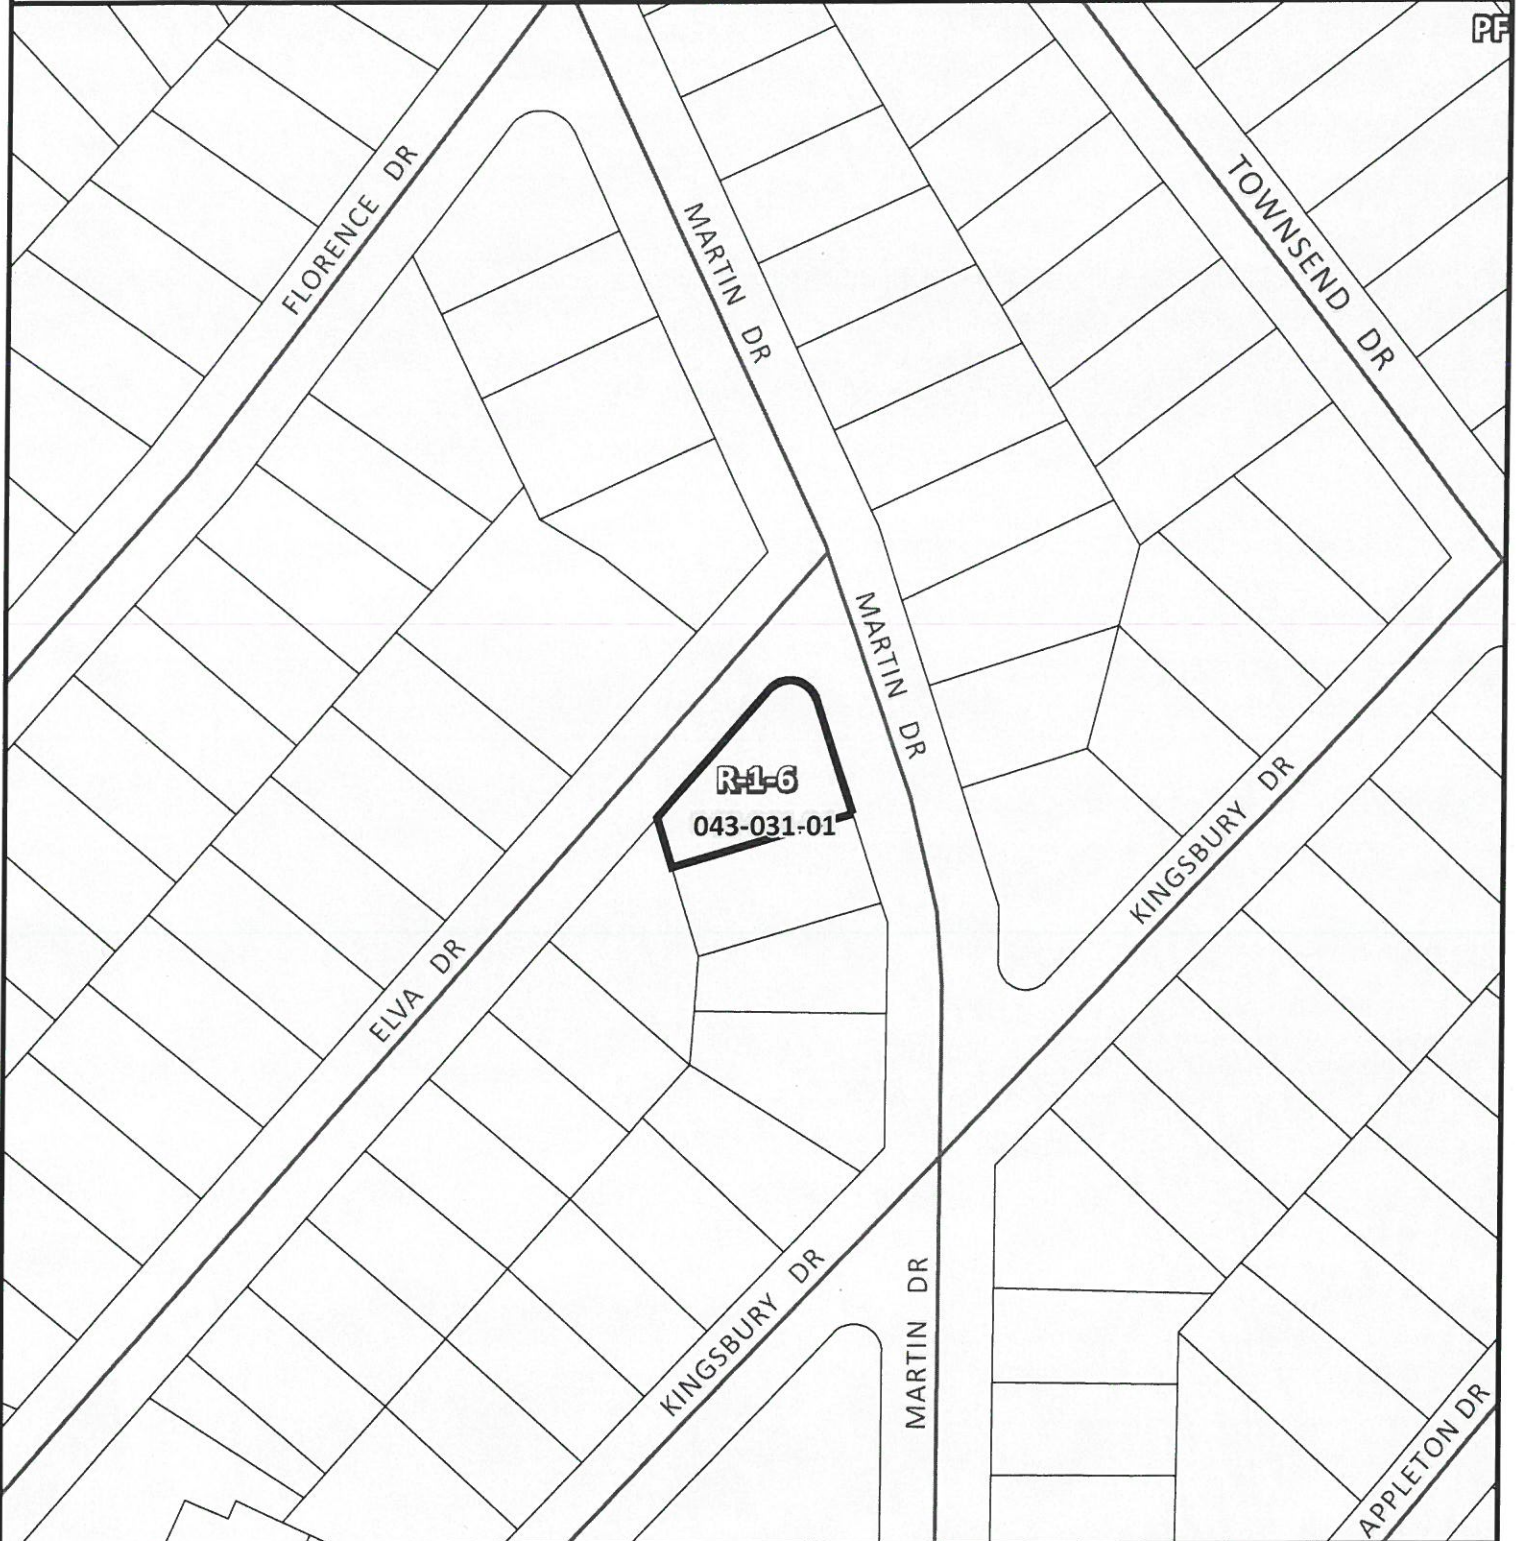 PF
FLORENCE DR
MARTIN DR
TOWNSEND DR
MARTIN DR
R-1-6
043-031-01
KINGSBURY DR
ELVA DR
KINGSBURY DR
MARTIN DR
APPLETON DR